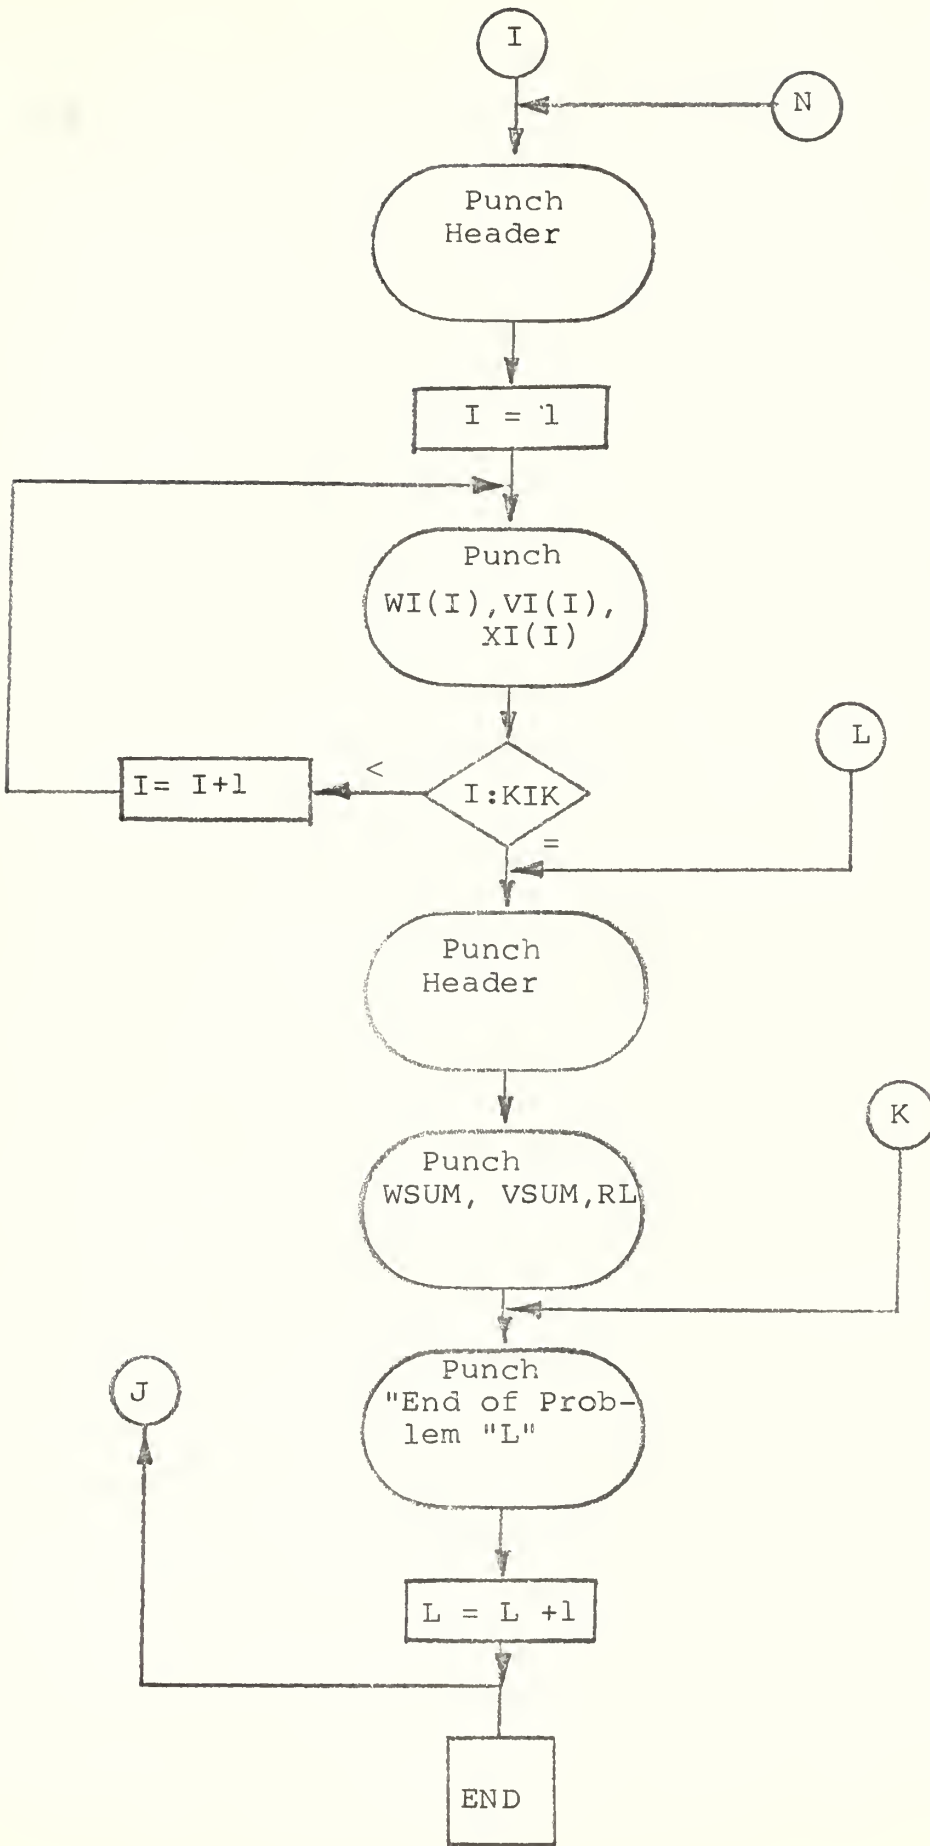 I
N
Punch
Header
I = 1
Punch
WI(I),VI(I),
XI(I)
L
<
I= I+1
I:KIK
=
Punch
Header
K
Punch
WSUM, VSUM,RL
J
Punch
"End of Prob-
lem "L"
L = L +1
END